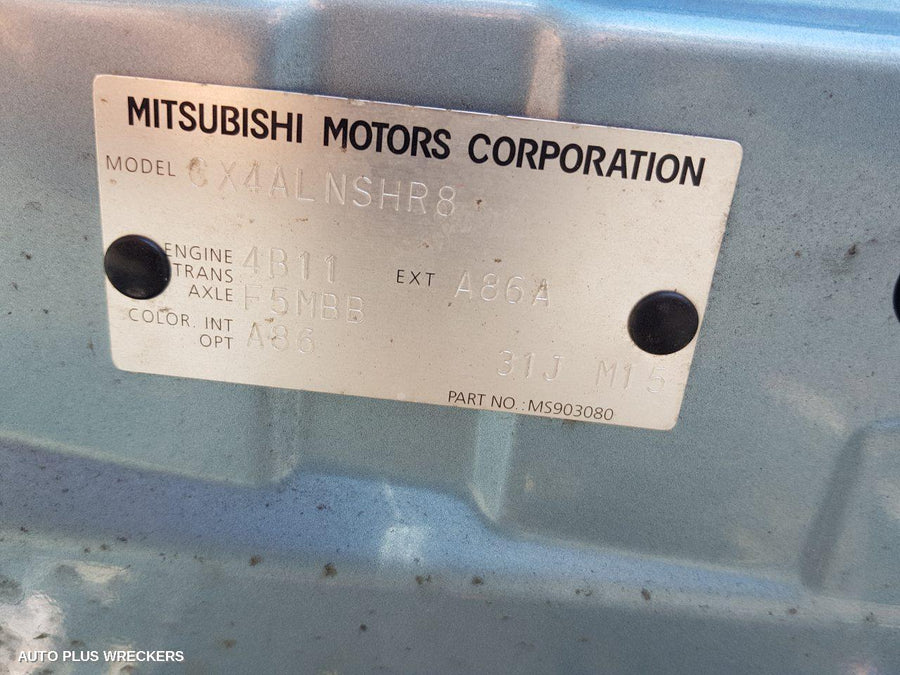 MITSUBISHI MOTORS CORPORATION
MODEL CX4ALNSHR8
ENGINE 4B11 EXT A86A
TRANS
AXLE F5MBB
COLOR. INT A86
OPT
31J M15
PART NO.: MS903080
AUTO PLUS WRECKERS